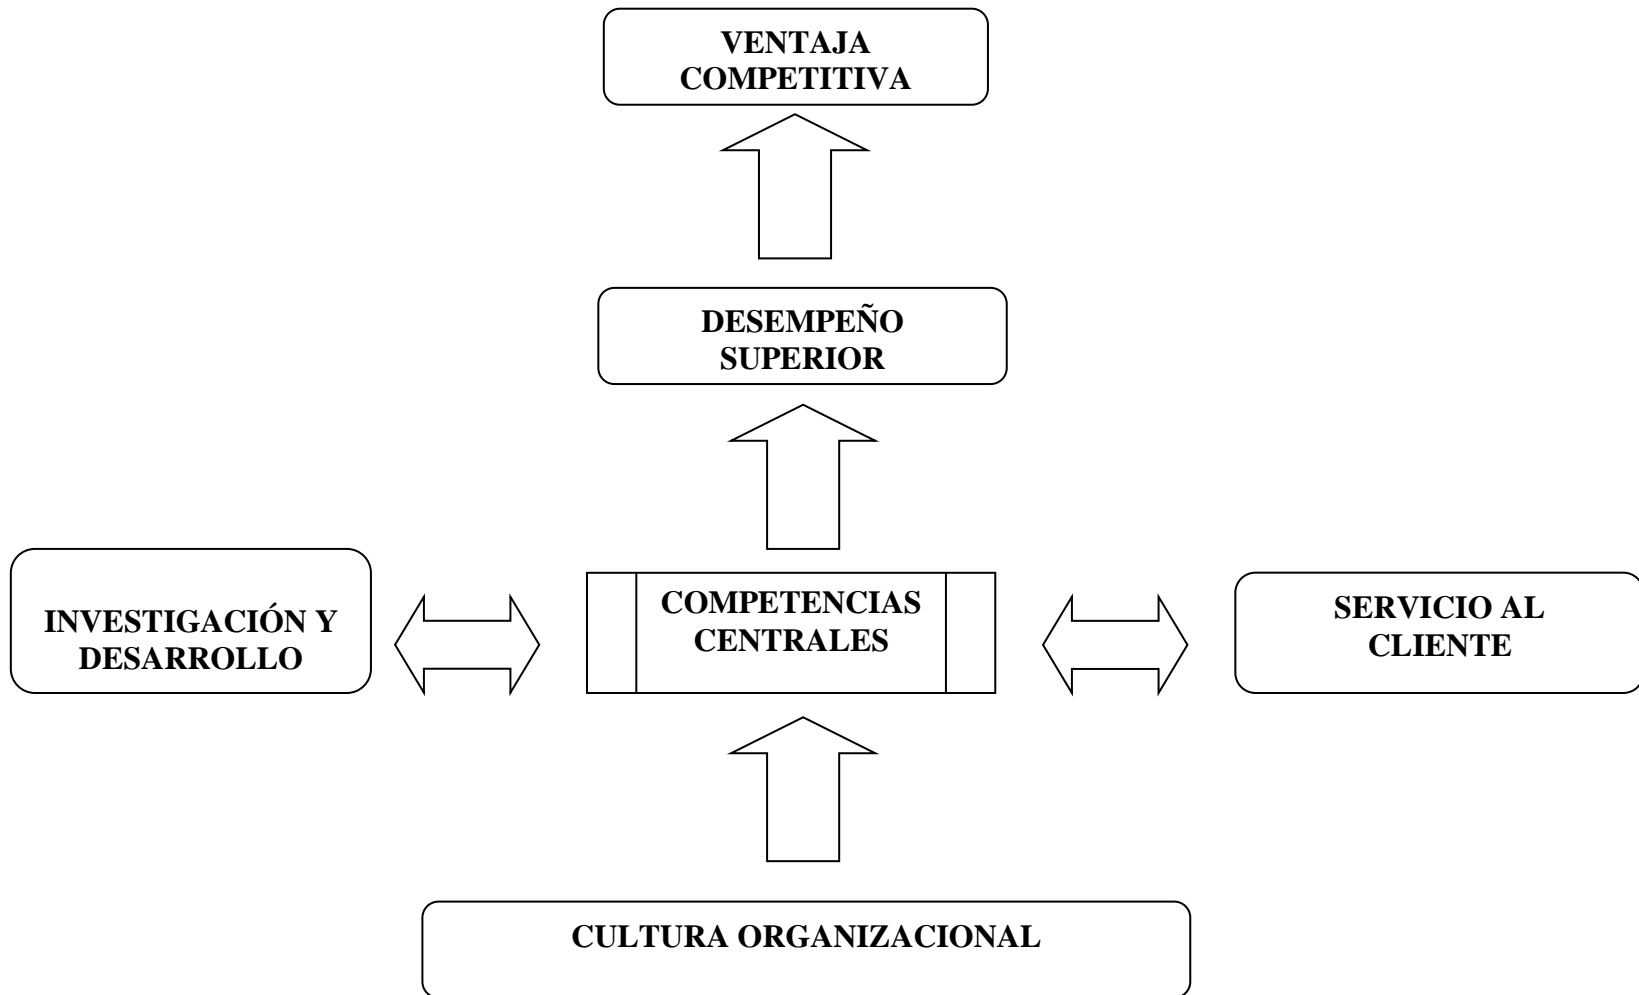 VENTAJA
COMPETITIVA
DESEMPEÑO
SUPERIOR
INVESTIGACIÓN Y
DESARROLLO
COMPETENCIAS
CENTRALES
SERVICIO AL
CLIENTE
CULTURA ORGANIZACIONAL